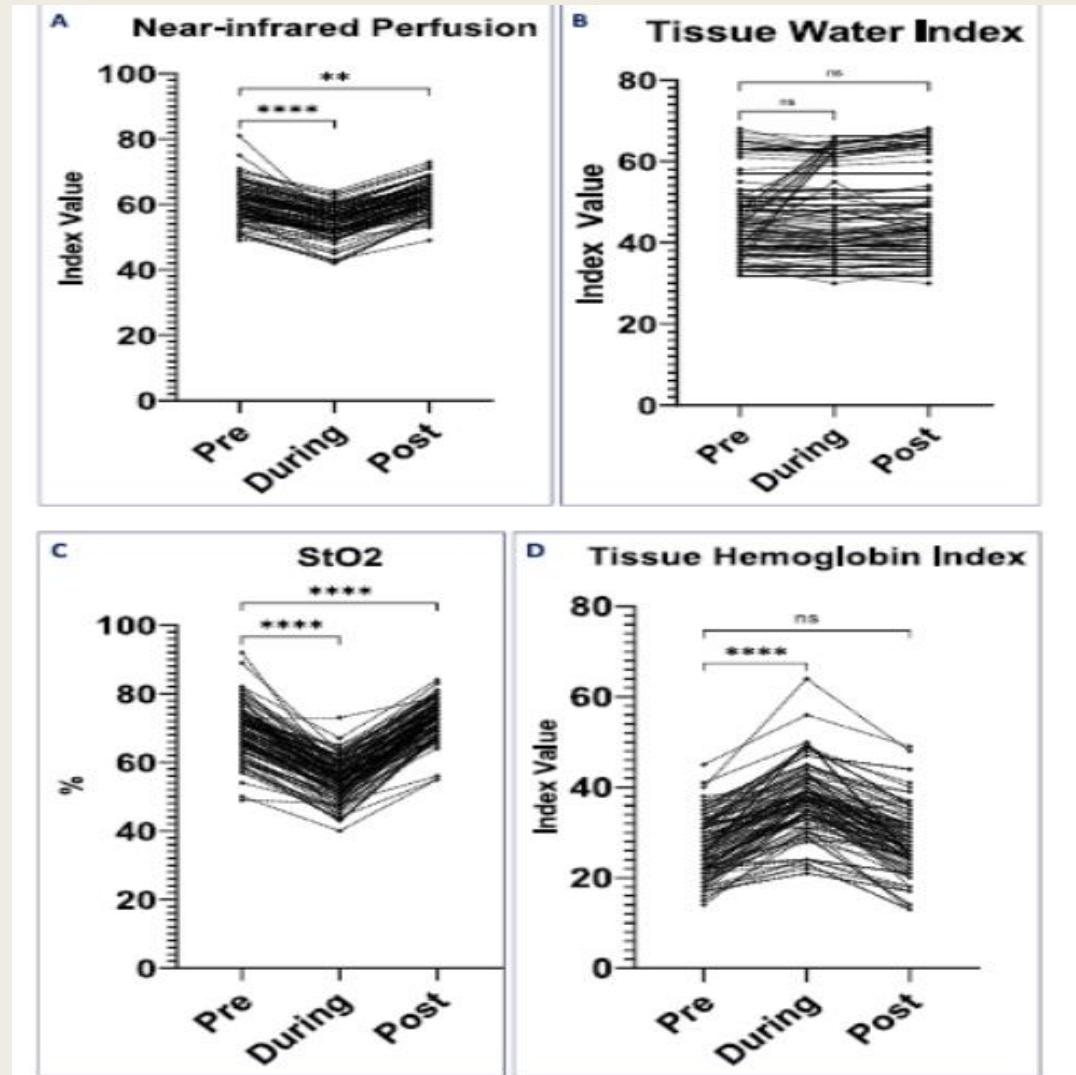 A
Near-infrared Perfusion
**
****
100
80
60
40
20
0
Index Value
Pre
During
Post
B
Tissue Water Index
ns
ns
80
60
40
20
0
Index Value
Pre
During
Post
C
StO2
****
****
100
80
60
40
20
0
%
Pre
During
Post
D
Tissue Hemoglobin Index
ns
****
80
60
40
20
0
Index Value
Pre
During
Post